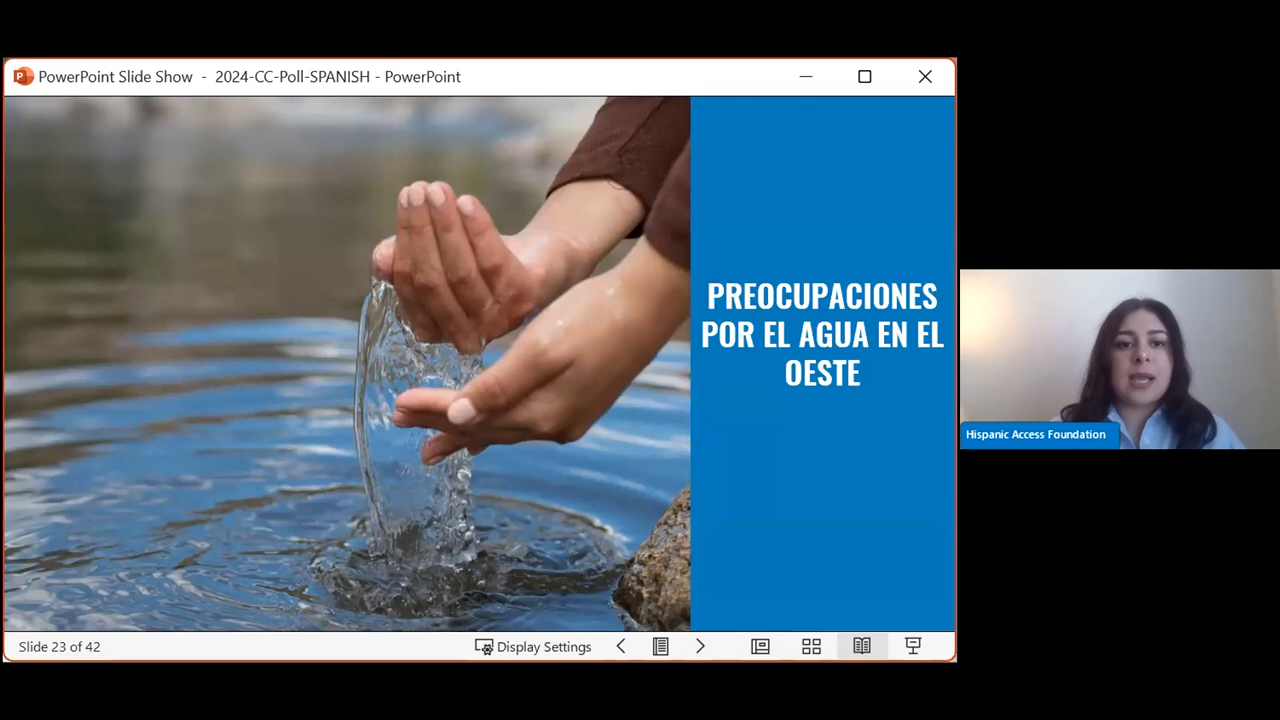 PowerPoint Slide Show - 2024-CC-Poll-SPANISH - PowerPoint
PREOCUPACIONES
POR EL AGUA EN EL
OESTE
Hispanic Access Foundation
Slide 23 of 42
Display Settings